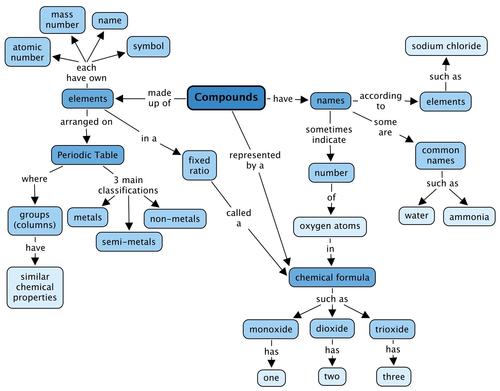 mass
number
name
atomic
number
symbol
each
have own
sodium chloride
such as
elements
made
up of
Compounds
have
names
according
to
elements
arranged on
in a
sometimes
indicate
some
are
Periodic Table
fixed
ratio
represented
by a
number
common
names
where
3 main
classifications
of
such as
groups
(columns)
metals
non-metals
semi-metals
called
a
oxygen atoms
water
ammonia
have
in
similar
chemical
properties
chemical formula
such as
monoxide
dioxide
trioxide
has
has
has
one
two
three